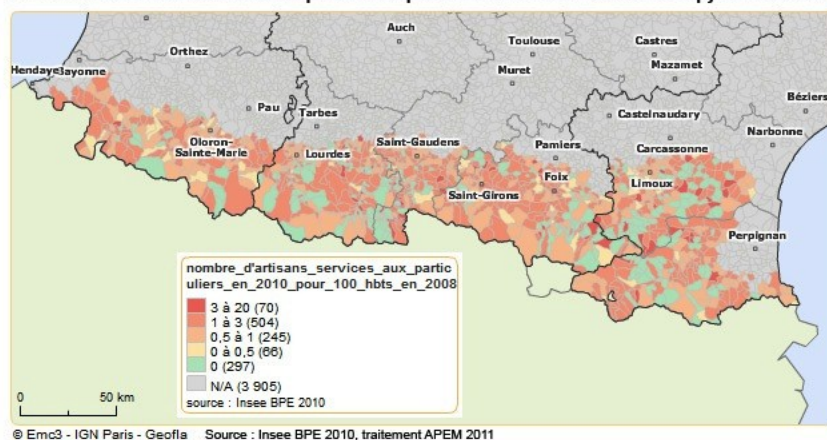 Auch
Orthez
Toulouse
Castres
Hendaye Bayonne
Muret
Mazamet
Béziers
Pau
Tarbes
Castelnaudary
Oloron-
Sainte-Marie
Lourdes
Saint-Gaudens
Pamiers
Carcassonne
Narbonne
Saint-Girons
Foix
Limoux
Perpignan
nombre_d'artisans_services_aux_partic
uliers_en_2010_pour_100_hbts_en_2008
3 à 20 (70)
1 à 3 (504)
0,5 à 1 (245)
0 à 0,5 (66)
0 (297)
N/A (3 905)
source : Insee BPE 2010
0 50 km
© Emc3 - IGN Paris - Geofla Source : Insee BPE 2010, traitement APEM 2011